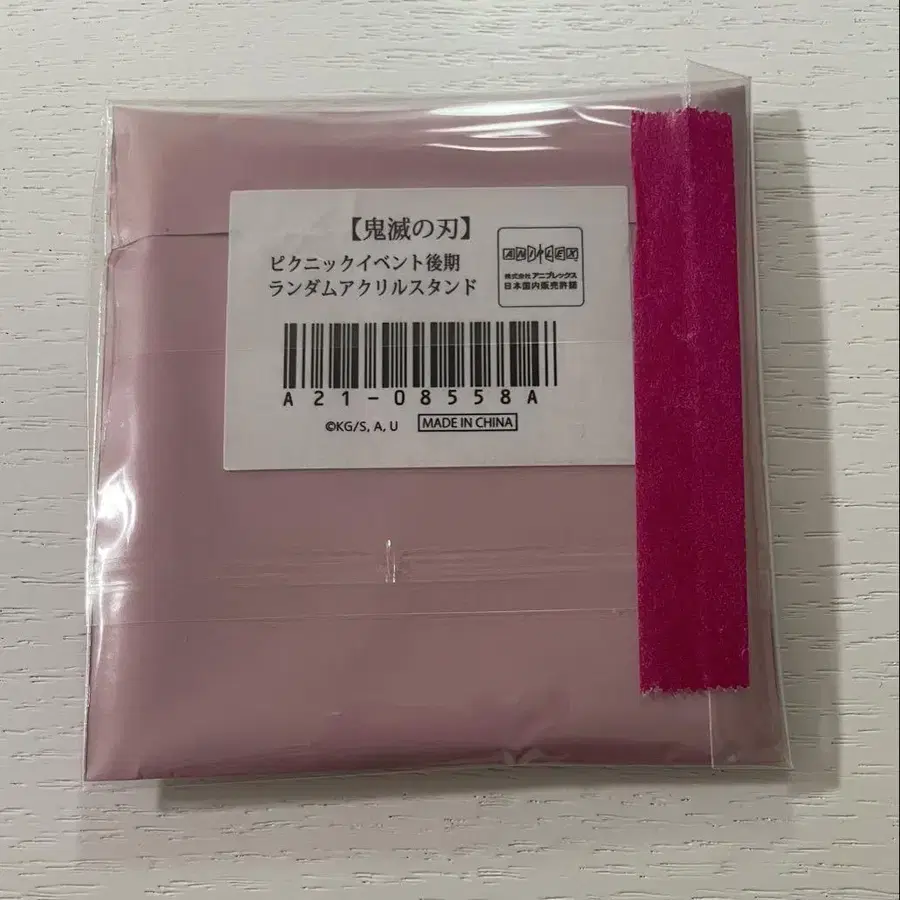 【鬼滅の刃】
ピクニックイベント後期
ランダムアクリルスタンド
ANIPLEX
株式会社 アニプレックス
日本国内販売許諾
A21-08558A
©KG/S, A, U
MADE IN CHINA